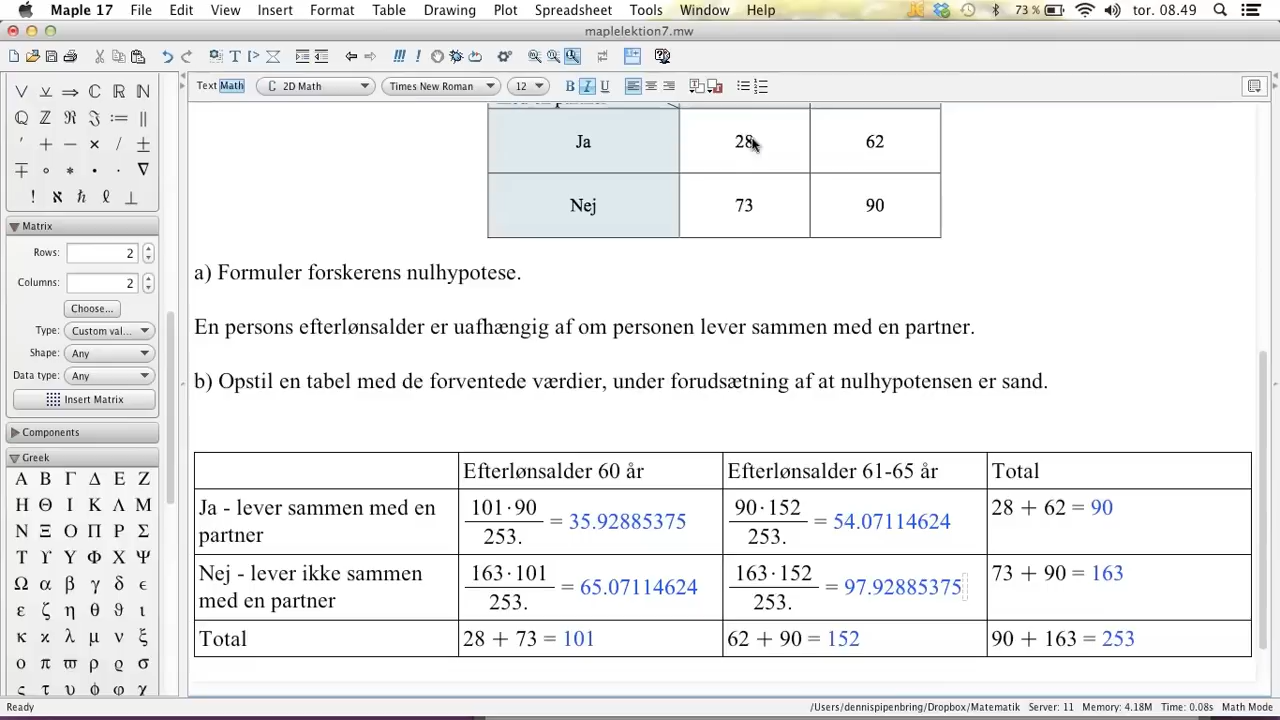 Maple 17 File Edit View Insert Format Table Drawing Plot Spreadsheet Tools Window Help 73 % tor. 08.49
maplelektion7.mw
Text Math C 2D Math Times New Roman 12 B I U
∨ ⊻ ⇒ ℂ ℝ ℕ
ℚ ℤ ℜ ℑ := ||
′ + − × / ±
∓ ∘ * · . ∇
! ℵ ℏ ℓ ⊥
Matrix
Rows: 2
Columns: 2
Choose...
Type: Custom val...
Shape: Any
Data type: Any
Insert Matrix
Components
Greek
Α Β Γ Δ Ε Ζ
Η Θ Ι Κ Λ Μ
Ν Ξ Ο Π Ρ Σ
Τ Υ ϒ Φ Χ Ψ
Ω α β γ δ ϵ
ε ζ η θ ϑ ι
κ ϰ λ μ ν ξ
ο π ϖ ρ ϱ σ
ς τ υ φ ϕ χ
med en partner
Ja 28 62
Nej 73 90
a) Formuler forskerens nulhypotese.
En persons efterlønsalder er uafhængig af om personen lever sammen med en partner.
b) Opstil en tabel med de forventede værdier, under forudsætning af at nulhypotensen er sand.
Efterlønsalder 60 år Efterlønsalder 61-65 år Total
Ja - lever sammen med en partner 101·90/253. = 35.92885375 90·152/253. = 54.07114624 28 + 62 = 90
Nej - lever ikke sammen med en partner 163·101/253. = 65.07114624 163·152/253. = 97.92885375 73 + 90 = 163
Total 28 + 73 = 101 62 + 90 = 152 90 + 163 = 253
Ready /Users/dennispipenbring/Dropbox/Matematik Server: 11 Memory: 4.18M Time: 0.08s Math Mode